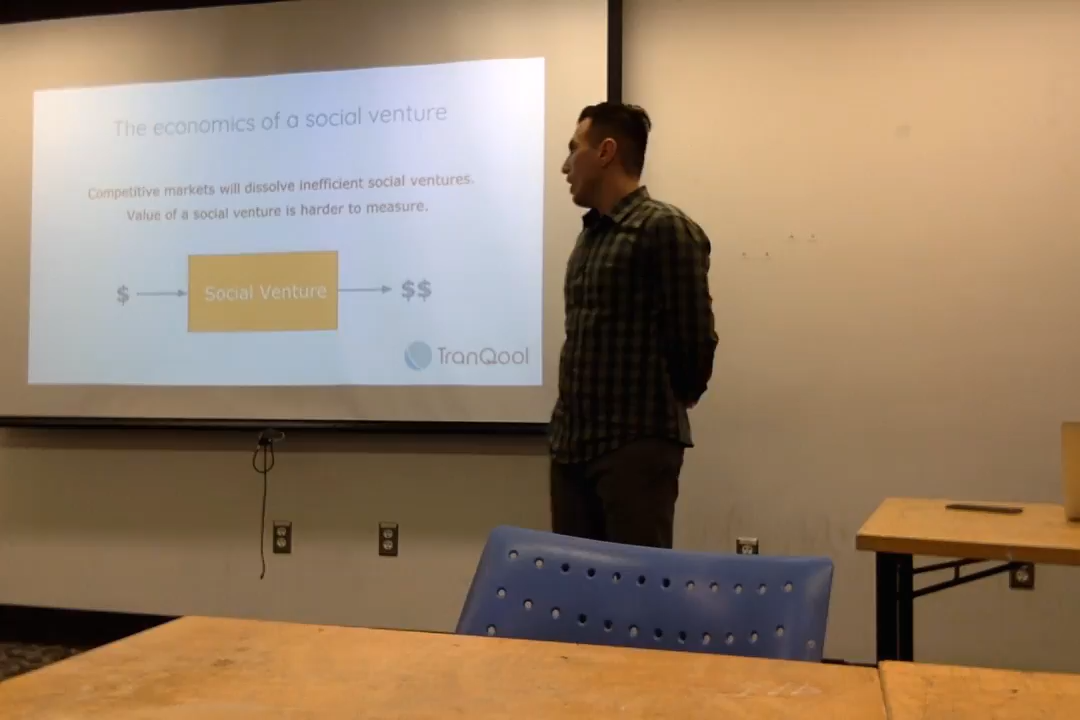 The economics of a social venture
Competitive markets will dissolve inefficient social ventures.
Value of a social venture is harder to measure.
$ Social Venture $$
TranQool